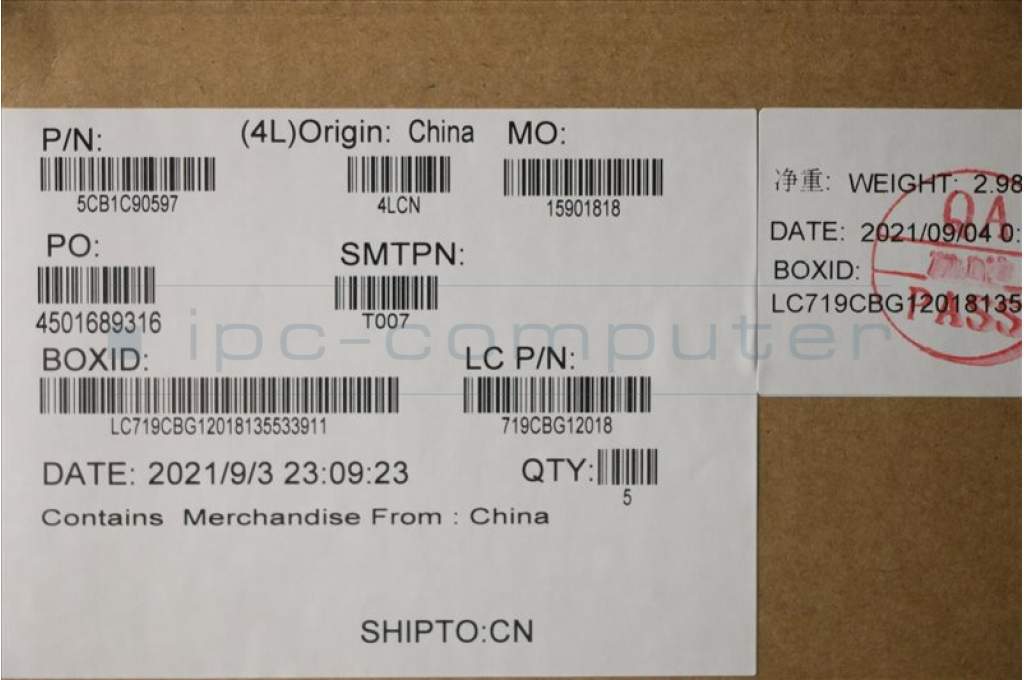 P/N: (4L)Origin: China MO:
5CB1C90597 4LCN 15901818
PO: SMTPN:
4501689316 T007
BOXID: LC P/N:
LC719CBG12018135533911 719CBG12018
DATE: 2021/9/3 23:09:23 QTY:
5
Contains Merchandise From : China
SHIPTO:CN
ipc-computer
净重: WEIGHT: 2.98
DATE: 2021/09/04 0:
BOXID:
LC719CBG120181355
QA
PASS